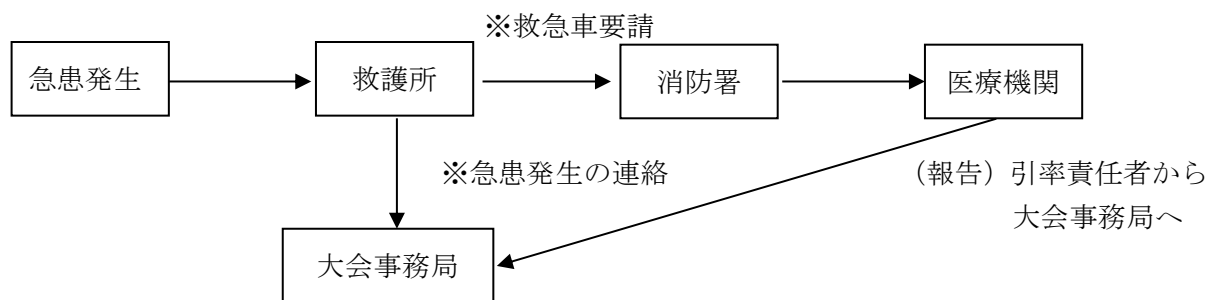 ※救急車要請
急患発生
救護所
消防署
医療機関
※急患発生の連絡
（報告）引率責任者から
大会事務局へ
大会事務局